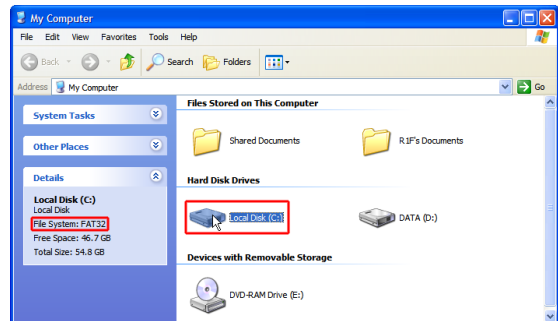 My Computer
File Edit View Favorites Tools Help
Back Search Folders
Address My Computer Go
System Tasks
Other Places
Details
Local Disk (C:)
Local Disk
File System: FAT32
Free Space: 46.7 GB
Total Size: 54.8 GB
Files Stored on This Computer
Shared Documents R1F's Documents
Hard Disk Drives
Local Disk (C:) DATA (D:)
Devices with Removable Storage
DVD-RAM Drive (E:)